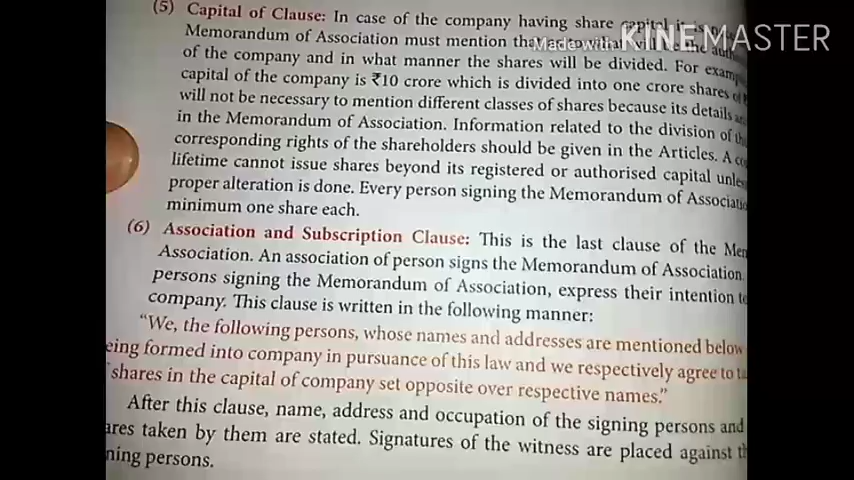 (5) Capital of Clause: In case of the company having share capital it is
Memorandum of Association must mention that
Made with KINEMASTER
of the company and in what manner the shares will be divided. For
capital of the company is ₹10 crore which is divided into one crore shares
will not be necessary to mention different classes of shares because its details
in the Memorandum of Association. Information related to the division of
corresponding rights of the shareholders should be given in the Articles. A
lifetime cannot issue shares beyond its registered or authorised capital
proper alteration is done. Every person signing the Memorandum of
minimum one share each.
(6) Association and Subscription Clause: This is the last clause of the
Association. An association of person signs the Memorandum of Association.
persons signing the Memorandum of Association, express their intention
company. This clause is written in the following manner:
“We, the following persons, whose names and addresses are mentioned below
eing formed into company in pursuance of this law and we respectively agree to
shares in the capital of company set opposite over respective names.”
After this clause, name, address and occupation of the signing persons and
ares taken by them are stated. Signatures of the witness are placed against
ning persons.